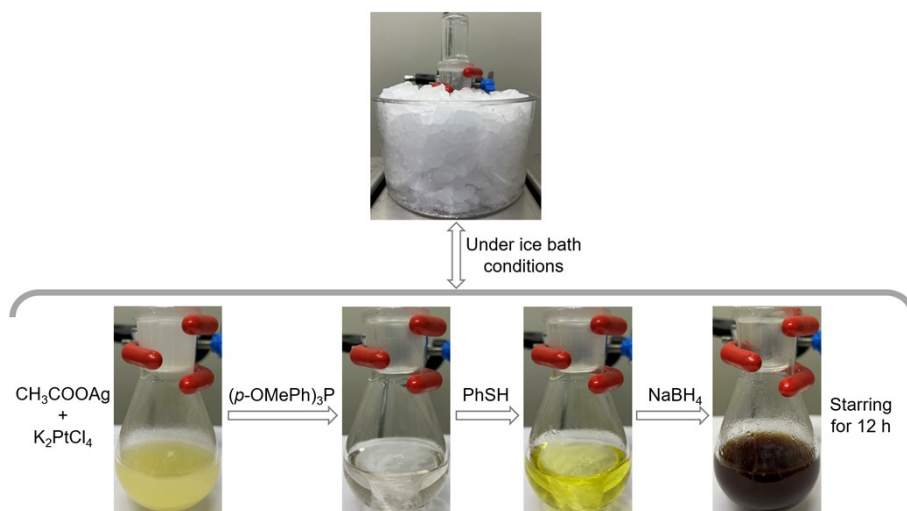 Under ice bath
conditions
CH₃COOAg
+
K₂PtCl₄
(p-OMePh)₃P
PhSH
NaBH₄
Starring
for 12 h